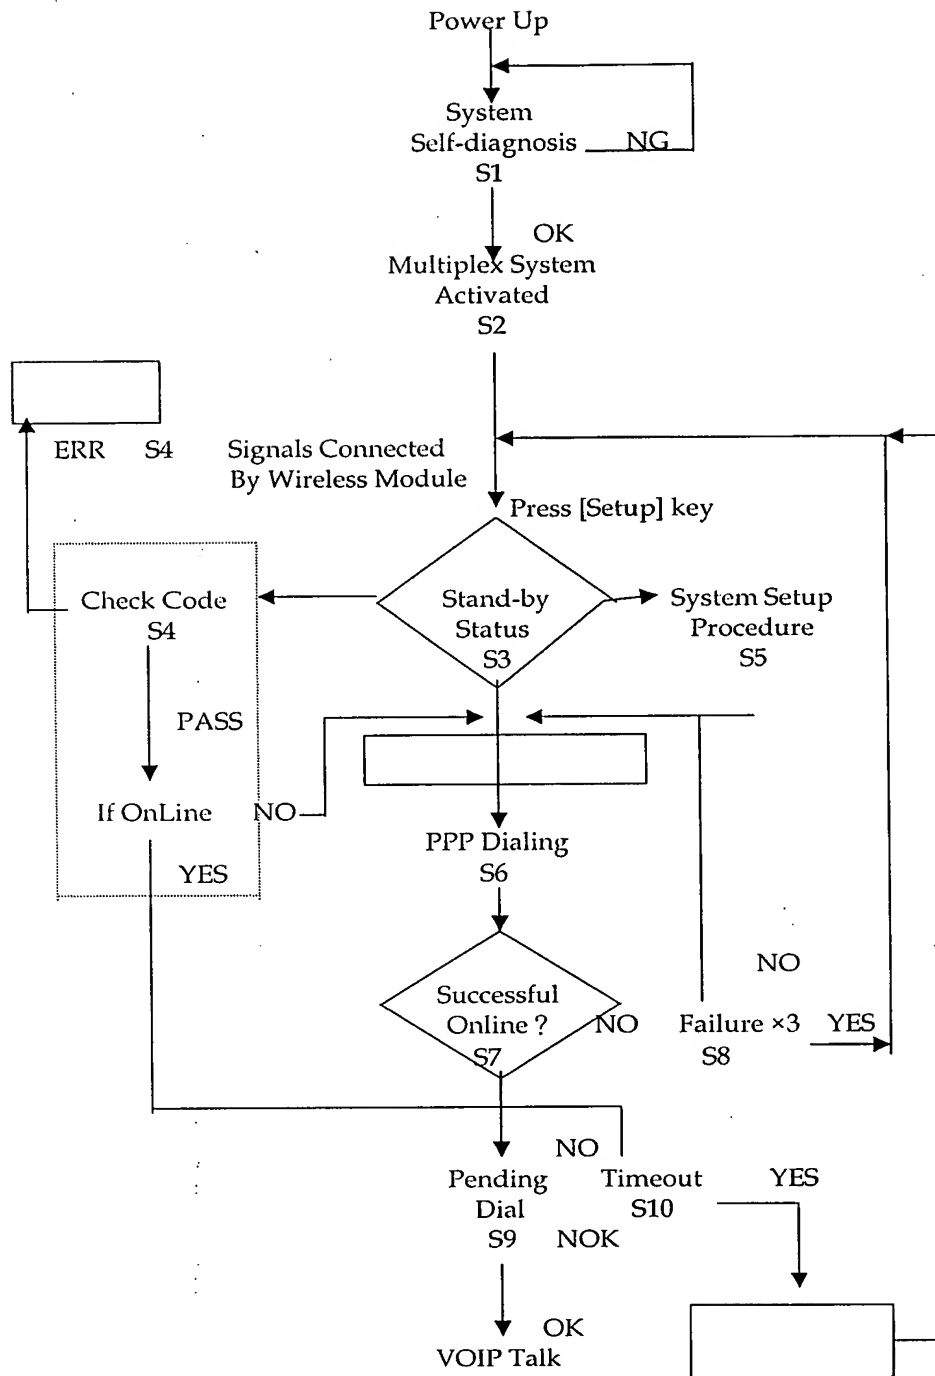 Power Up
System
Self-diagnosis NG
S1
OK
Multiplex System
Activated
S2
ERR S4
Signals Connected
By Wireless Module
Press [Setup] key
Check Code
S4
Stand-by
Status
S3
System Setup
Procedure
S5
PASS
If OnLine NO
YES
PPP Dialing
S6
Successful
Online ? NO
S7
NO
Failure ×3 YES
S8
NO
Pending
Dial
S9 NOK
Timeout YES
S10
OK
VOIP Talk